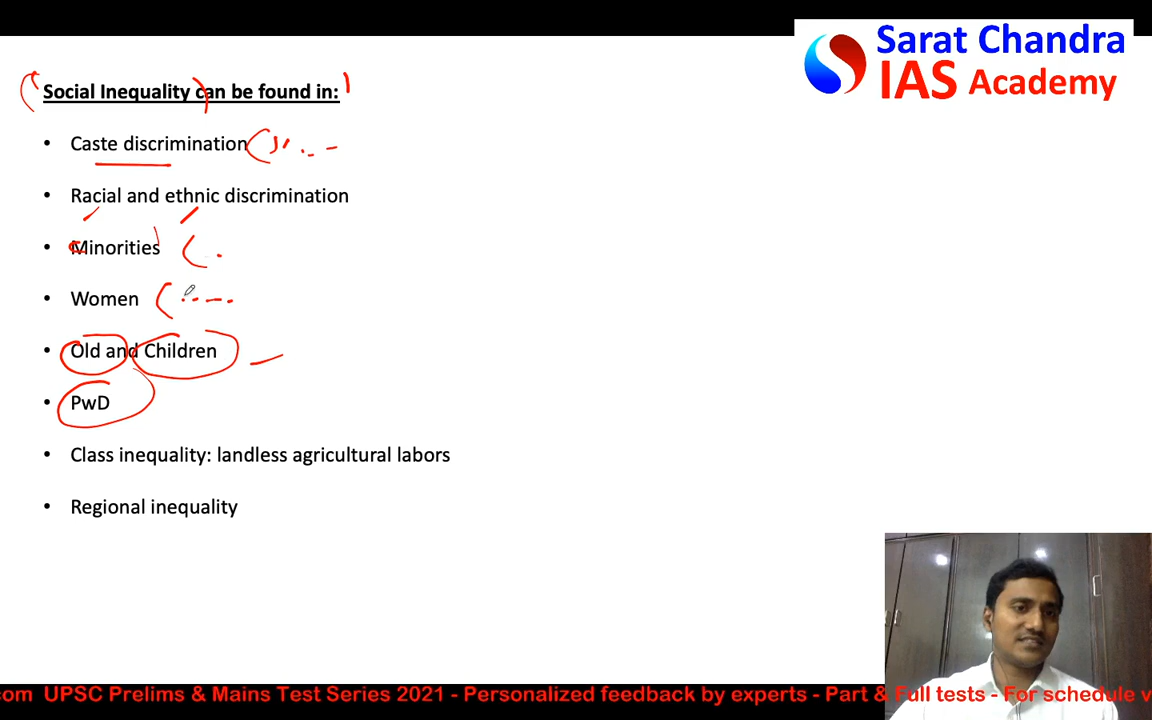 Sarat Chandra
IAS Academy
Social Inequality can be found in:
• Caste discrimination
• Racial and ethnic discrimination
• Minorities
• Women
• Old and Children
• PwD
• Class inequality: landless agricultural labors
• Regional inequality
com UPSC Prelims & Mains Test Series 2021 - Personalized feedback by experts - Part & Full tests - For schedule v